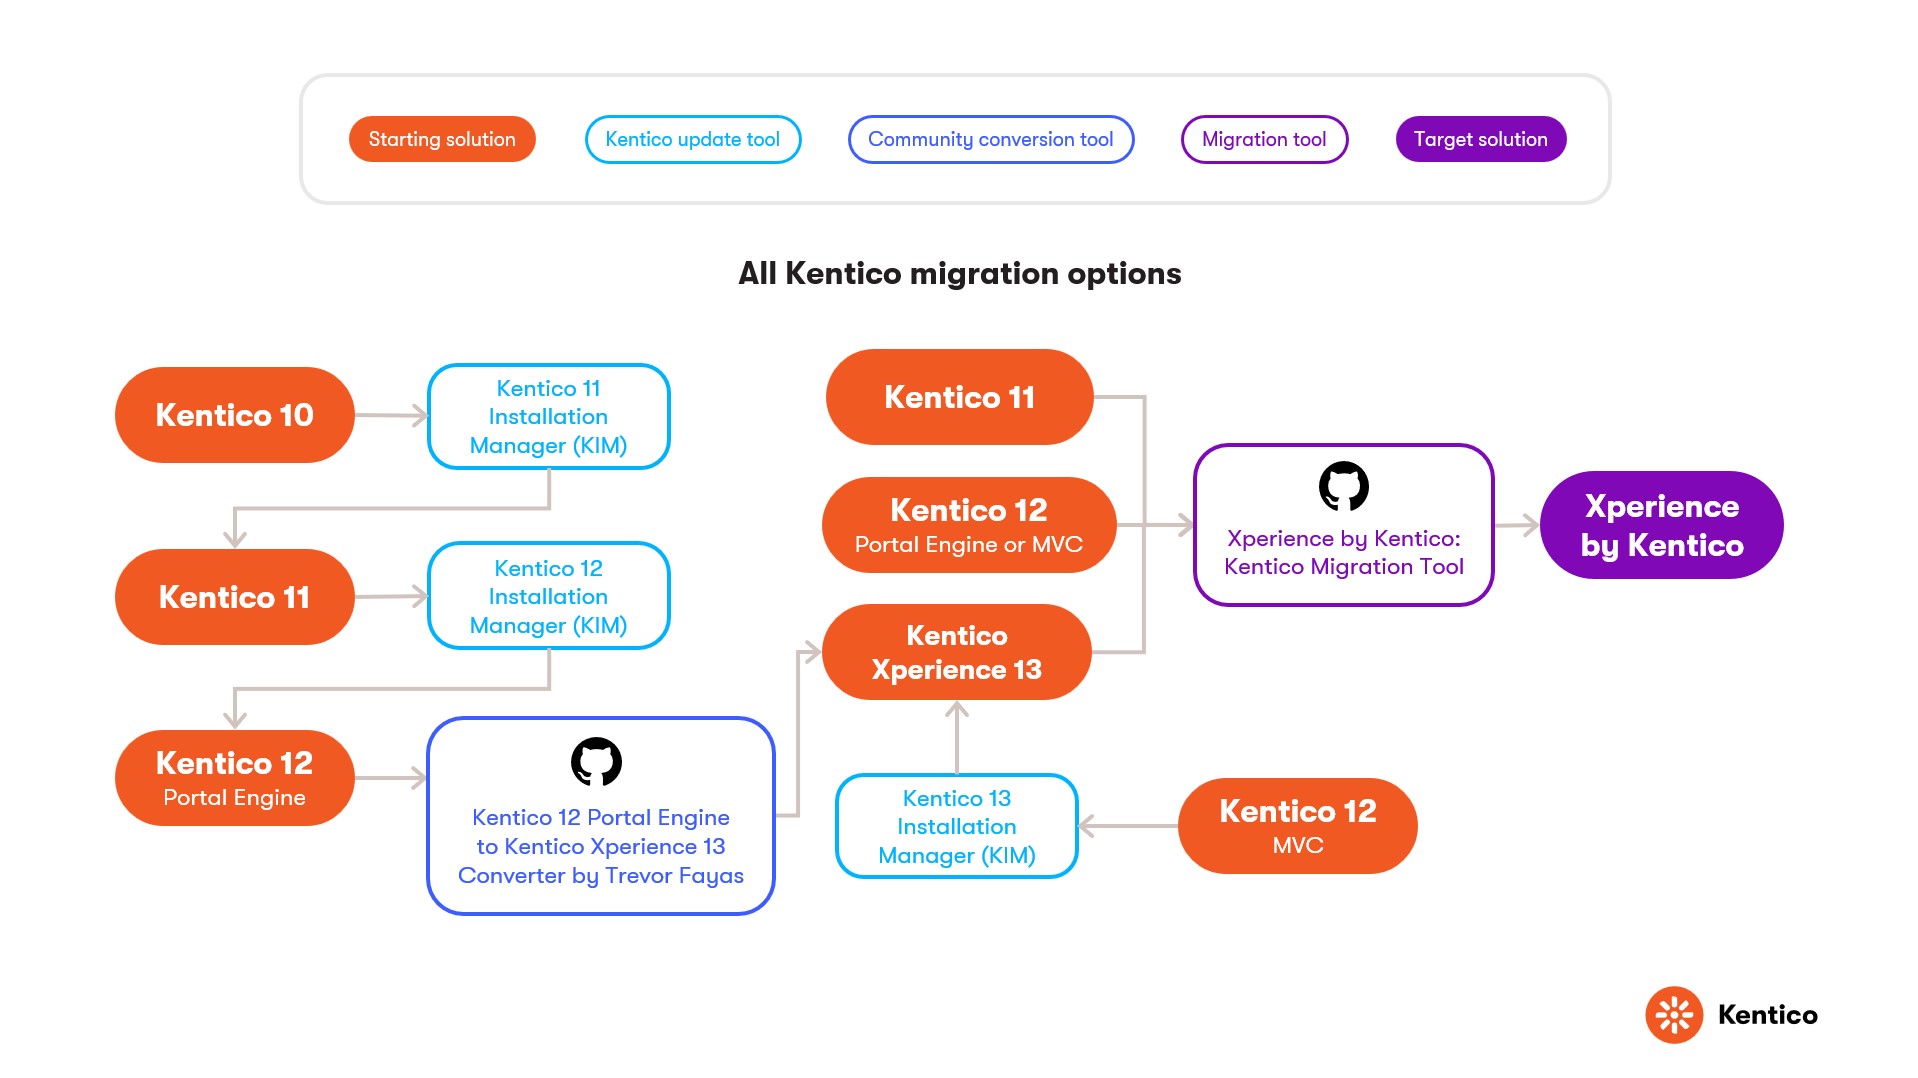 Starting solution
Kentico update tool
Community conversion tool
Migration tool
Target solution
All Kentico migration options
Kentico 10
Kentico 11
Installation
Manager (KIM)
Kentico 11
Kentico 12
Installation
Manager (KIM)
Kentico 12
Portal Engine
Kentico 12 Portal Engine
to Kentico Xperience 13
Converter by Trevor Fayas
Kentico 11
Kentico 12
Portal Engine or MVC
Kentico
Xperience 13
Kentico 13
Installation
Manager (KIM)
Kentico 12
MVC
Xperience by Kentico:
Kentico Migration Tool
Xperience
by Kentico
Kentico